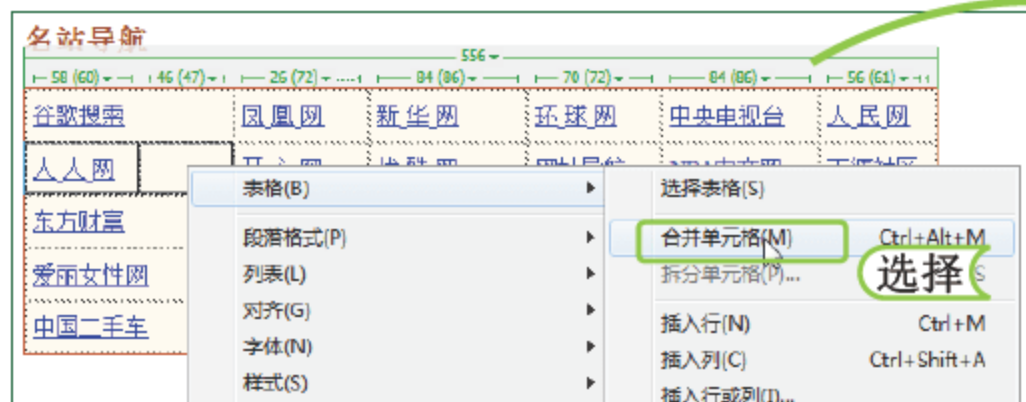 名站导航
556
58 (60) 46 (47) 26 (72) 84 (86) 70 (72) 84 (86) 56 (61)
谷歌搜索 凤凰网 新华网 环球网 中央电视台 人民网
人人网
表格(B) 选择表格(S)
东方财富
段落格式(P) 合并单元格(M) Ctrl+Alt+M
爱丽女性网 列表(L) 拆分单元格(P)... 选择 S
对齐(G)
中国二手车 插入行(N) Ctrl+M
字体(N)
插入列(C) Ctrl+Shift+A
样式(S)
插入行或列(I)...